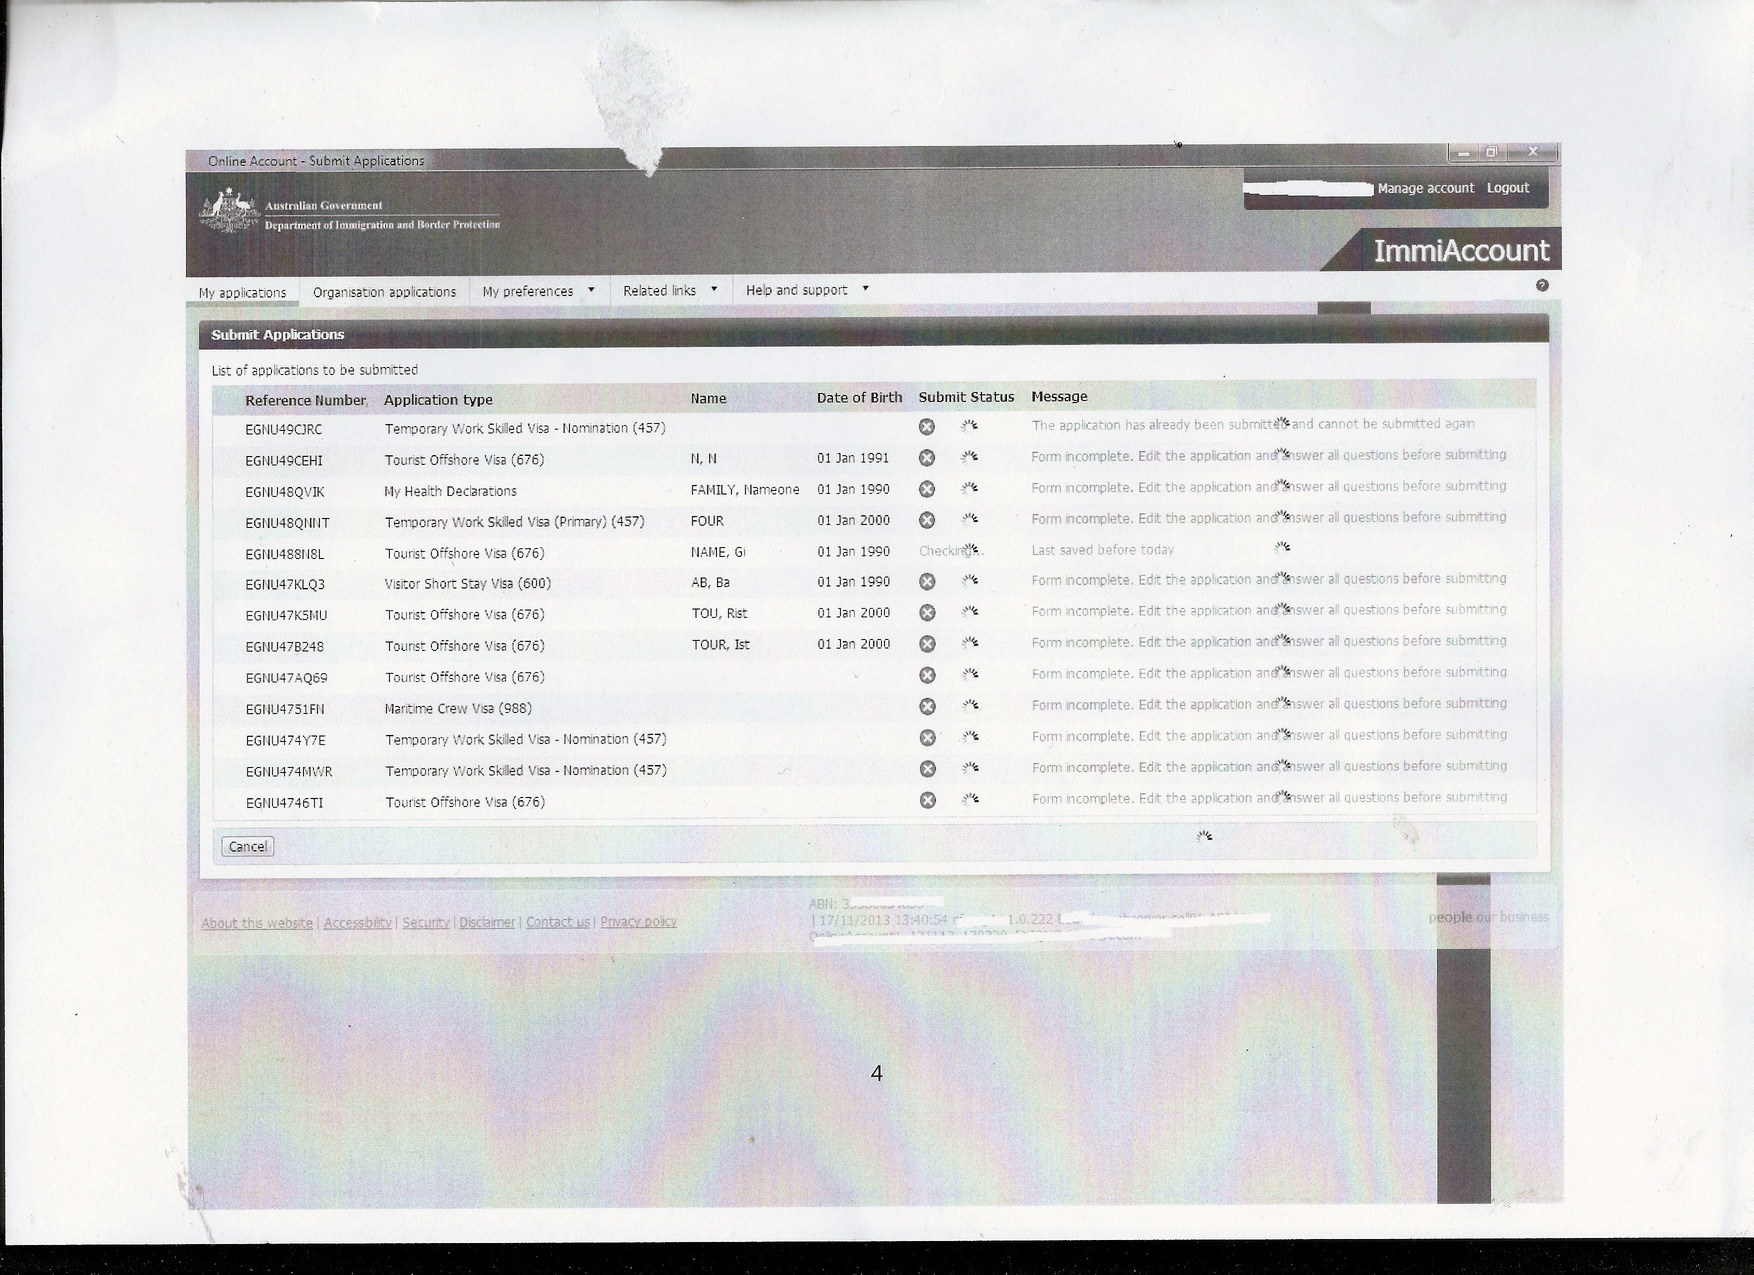 Online Account - Submit Applications
Manage account Logout
Australian Government
Department of Immigration and Border Protection
ImmiAccount
My applications Organisation applications My preferences Related links Help and support ?
Submit Applications
List of applications to be submitted
Reference Number Application type Name Date of Birth Submit Status Message
EGNU49CJRC Temporary Work Skilled Visa - Nomination (457) The application has already been submitted and cannot be submitted again
EGNU49CEHI Tourist Offshore Visa (676) N, N 01 Jan 1991 Form incomplete. Edit the application and answer all questions before submitting
EGNU48QVIK My Health Declarations FAMILY, Nameone 01 Jan 1990 Form incomplete. Edit the application and answer all questions before submitting
EGNU48QNNT Temporary Work Skilled Visa (Primary) (457) FOUR 01 Jan 2000 Form incomplete. Edit the application and answer all questions before submitting
EGNU488N8L Tourist Offshore Visa (676) NAME, Gi 01 Jan 1990 Checking... Last saved before today
EGNU47KLQ3 Visitor Short Stay Visa (600) AB, Ba 01 Jan 1990 Form incomplete. Edit the application and answer all questions before submitting
EGNU47K5MU Tourist Offshore Visa (676) TOU, Rist 01 Jan 2000 Form incomplete. Edit the application and answer all questions before submitting
EGNU47B248 Tourist Offshore Visa (676) TOUR, Ist 01 Jan 2000 Form incomplete. Edit the application and answer all questions before submitting
EGNU47AQ69 Tourist Offshore Visa (676) Form incomplete. Edit the application and answer all questions before submitting
EGNU4751FN Maritime Crew Visa (988) Form incomplete. Edit the application and answer all questions before submitting
EGNU474Y7E Temporary Work Skilled Visa - Nomination (457) Form incomplete. Edit the application and answer all questions before submitting
EGNU474MWR Temporary Work Skilled Visa - Nomination (457) Form incomplete. Edit the application and answer all questions before submitting
EGNU4746TI Tourist Offshore Visa (676) Form incomplete. Edit the application and answer all questions before submitting
Cancel
About this website | Accessibility | Security | Disclaimer | Contact us | Privacy policy
ABN:
| 17/11/2013 13:40:54 1.0.222
people our business
4